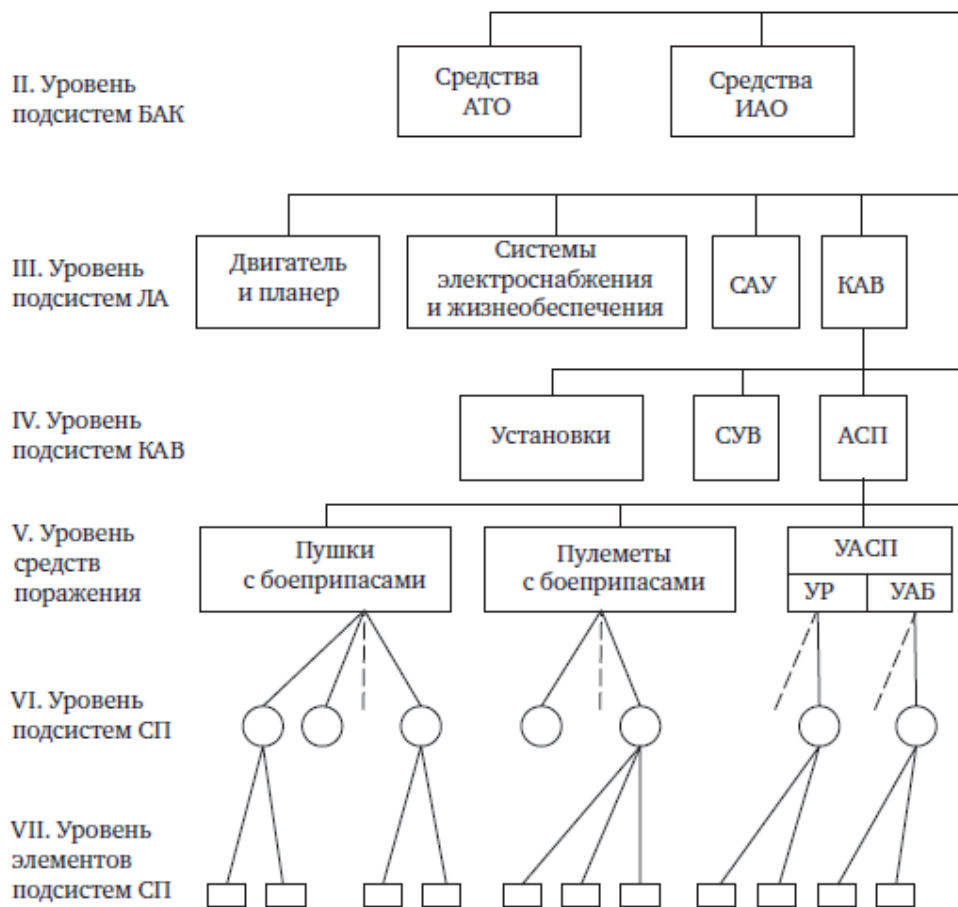 II. Уровень
подсистем БАК
Средства
АТО
Средства
ИАО
III. Уровень
подсистем ЛА
Двигатель
и планер
Системы
электроснабжения
и жизнеобеспечения
САУ
КАВ
IV. Уровень
подсистем КАВ
Установки
СУВ
АСП
V. Уровень
средств
поражения
Пушки
с боеприпасами
Пулеметы
с боеприпасами
УАСП
УР
УАБ
VI. Уровень
подсистем СП
VII. Уровень
элементов
подсистем СП